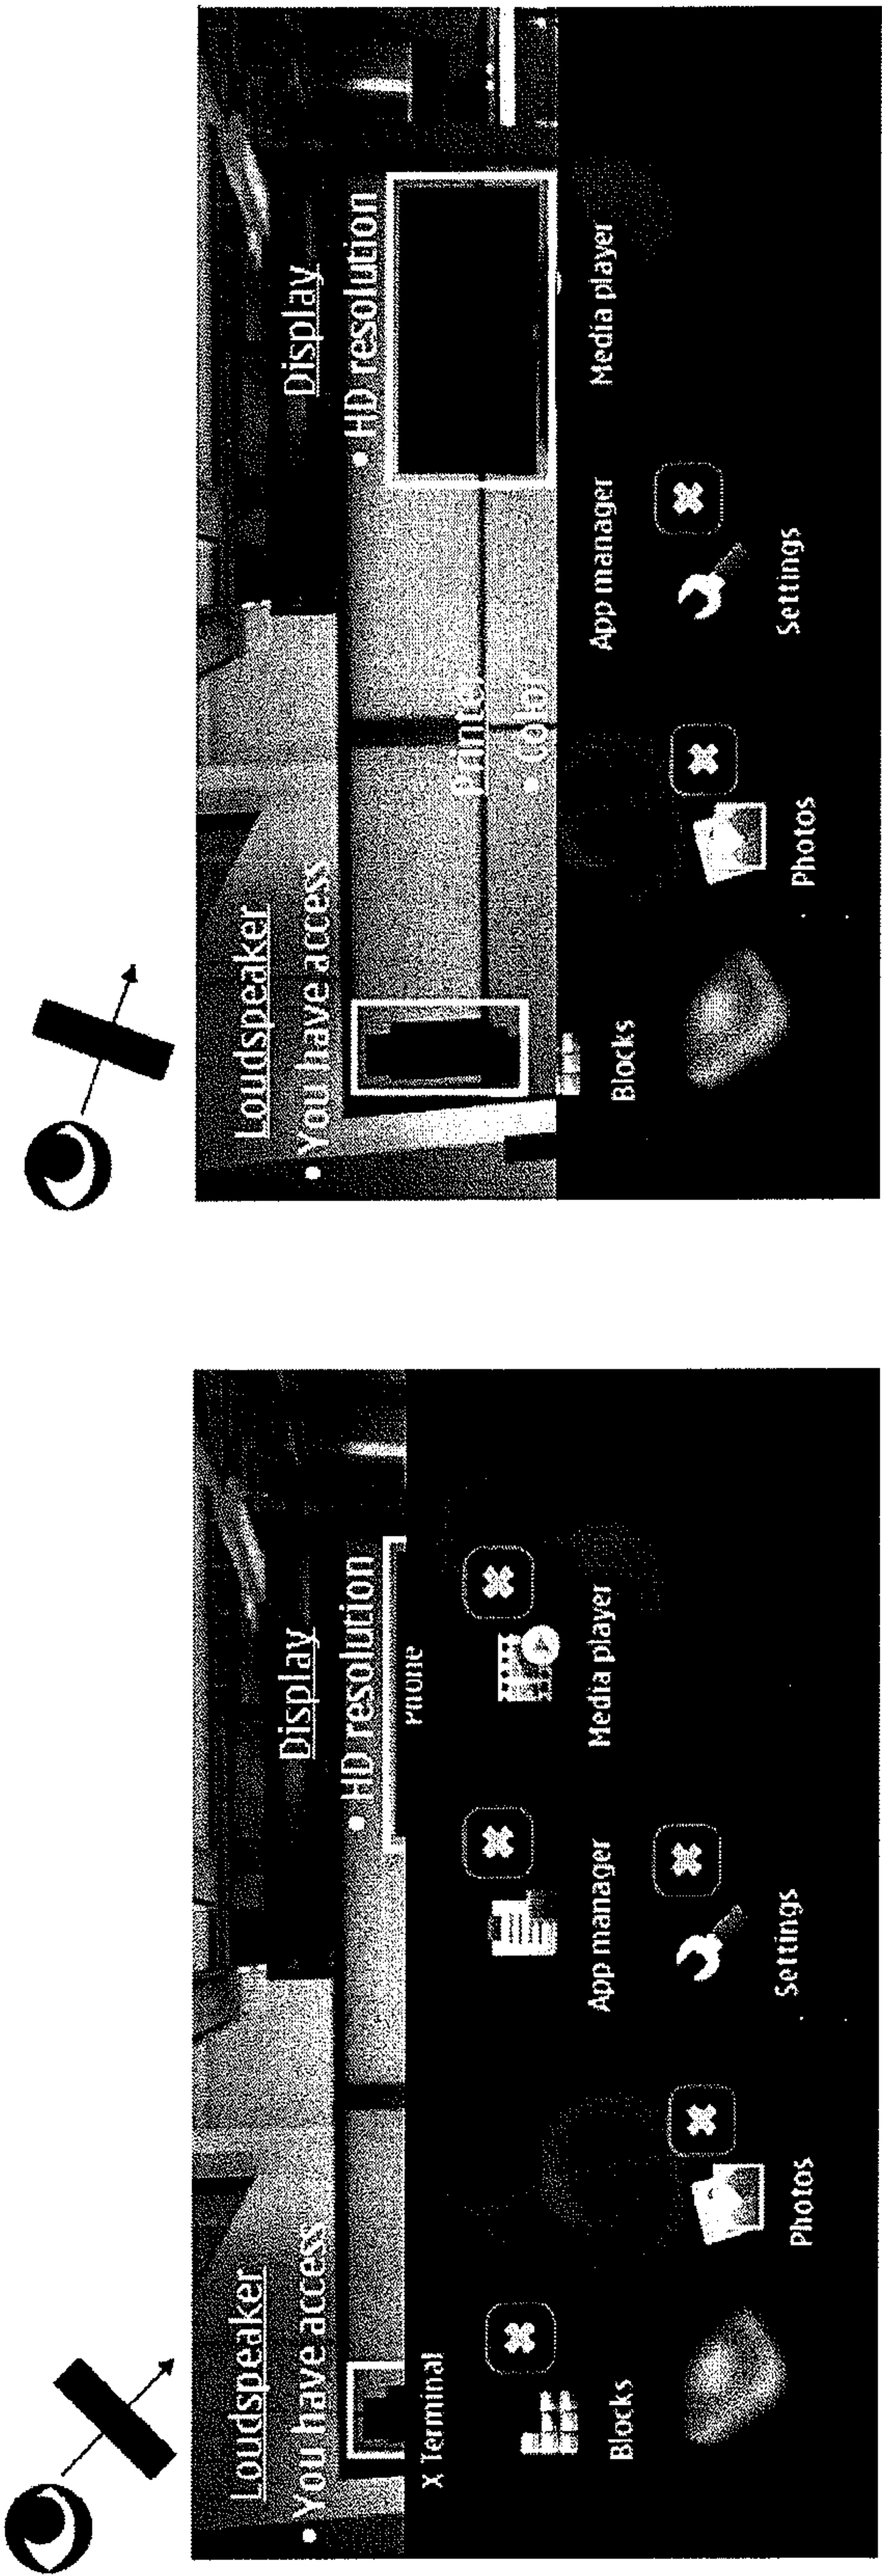 Loudspeaker
• You have access
Display
• HD resolution
X Terminal
Phone
Blocks
App manager
Media player
Photos
Settings
Loudspeaker
• You have access
Display
• HD resolution
printer
• color
Blocks
App manager
Media player
Photos
Settings